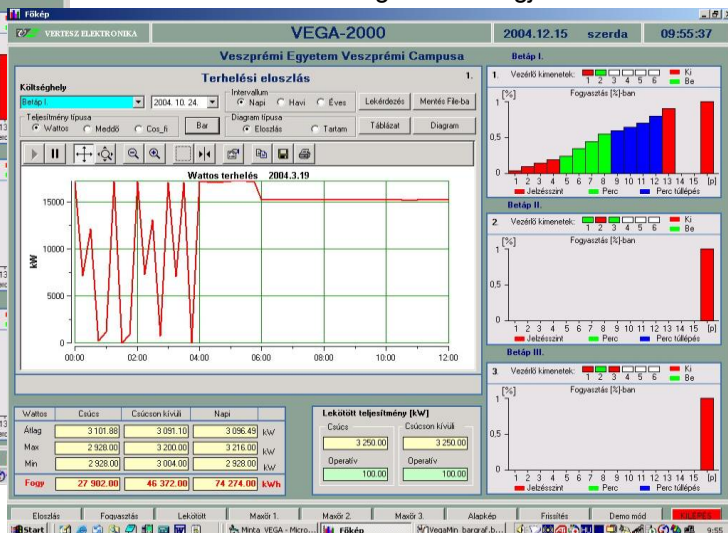 Főkép
VERTESZ ELEKTRONIKA
VEGA-2000
2004.12.15 szerda 09:55:37
Veszprémi Egyetem Veszprémi Campusa
Terhelési eloszlás 1.
Költséghely
Betáp I.
2004. 10. 24.
Intervallum
Napi Havi Éves
Lekérdezés Mentés File-ba
Teljesítmény típusa
Wattos Meddő Cos_fi
Bar
Diagram típusa
Eloszlás Tartam
Táblázat Diagram
Wattos terhelés 2004.3.19
kW
15000
10000
5000
0
00:00 02:00 04:00 06:00 08:00 10:00 12:00
Wattos Csúcs Csúcson kívüli Napi
Átlag 3 101.88 3 091.10 3 096.49 kW
Max 2 928.00 3 200.00 3 216.00 kW
Min 2 928.00 3 004.00 2 928.00 kW
Fogy 27 902.00 46 372.00 74 274.00 kWh
Lekötött teljesítmény [kW]
Csúcs Csúcson kívüli
3 250.00 3 250.00
Operatív Operatív
100.00 100.00
Betáp I.
1. Vezérlő kimenetek: Ki
1 2 3 4 5 6 Be
[%] Fogyasztás [%]-ban
1
0,5
1 2 3 4 5 6 7 8 9 10 11 12 13 14 15 [p]
Jelzésszint Perc Perc túllépés
Betáp II.
2. Vezérlő kimenetek: Ki
1 2 3 4 5 6 Be
[%] Fogyasztás [%]-ban
1
0,5
0
1 2 3 4 5 6 7 8 9 10 11 12 13 14 15 [p]
Jelzésszint Perc Perc túllépés
Betáp III.
3. Vezérlő kimenetek: Ki
1 2 3 4 5 6 Be
[%] Fogyasztás [%]-ban
1
0,5
0
1 2 3 4 5 6 7 8 9 10 11 12 13 14 15 [p]
Jelzésszint Perc Perc túllépés
Eloszlás Fogyasztás Lekötött Maxőr 1. Maxőr 2. Maxőr 3. Alapkép Frissítés Demo mód KILÉPÉS
Start Minta_VEGA - Micro... Főkép VegaMin_bargraf.b... 9:55